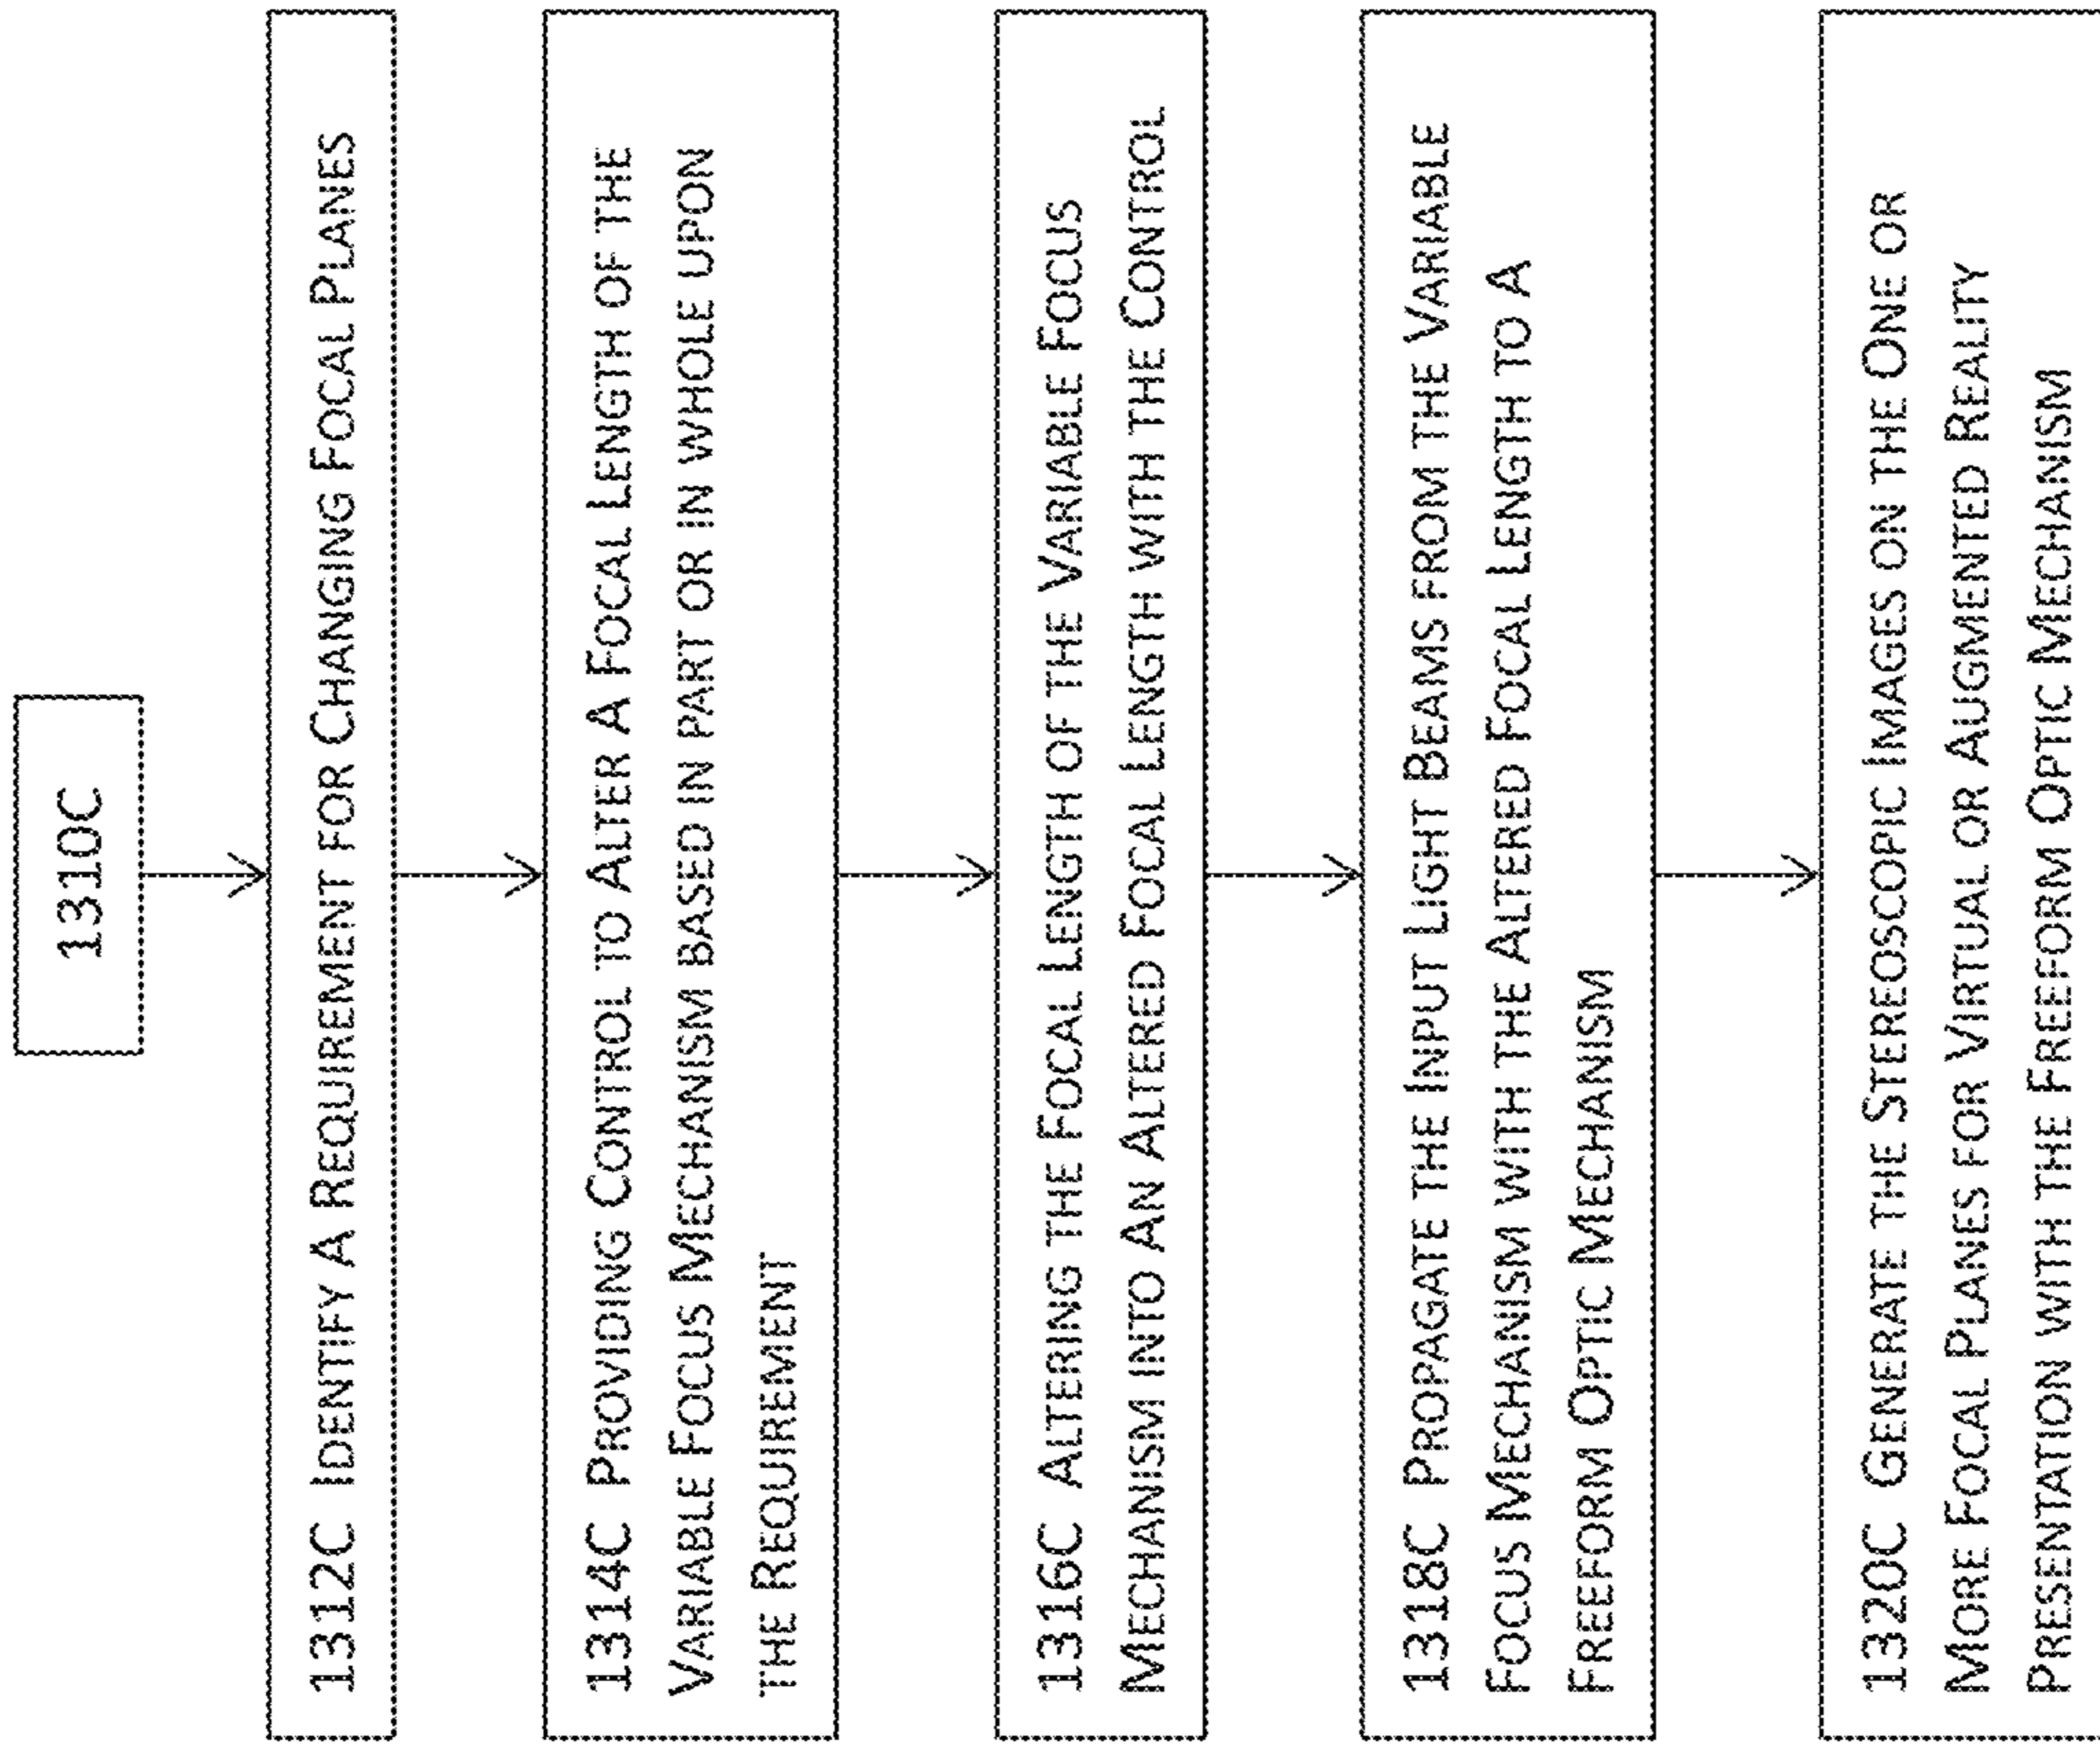 1310C
1312C Identify A Requirement for Changing Focal Planes
1314C Providing Control to Alter A Focal Length of the
Variable Focus Mechanism based in part or in whole upon
the Requirement
1316C Altering the Focal Length of the Variable Focus
Mechanism into An Altered Focal Length with the Control
1318C Propagate the Input Light Beams from the Variable
Focus Mechanism with the Altered Focal Length to A
Freeform Optic Mechanism
1320C Generate the Stereoscopic Images on the One or
More Focal Planes for Virtual or Augmented Reality
Presentation with the Freeform Optic Mechanism